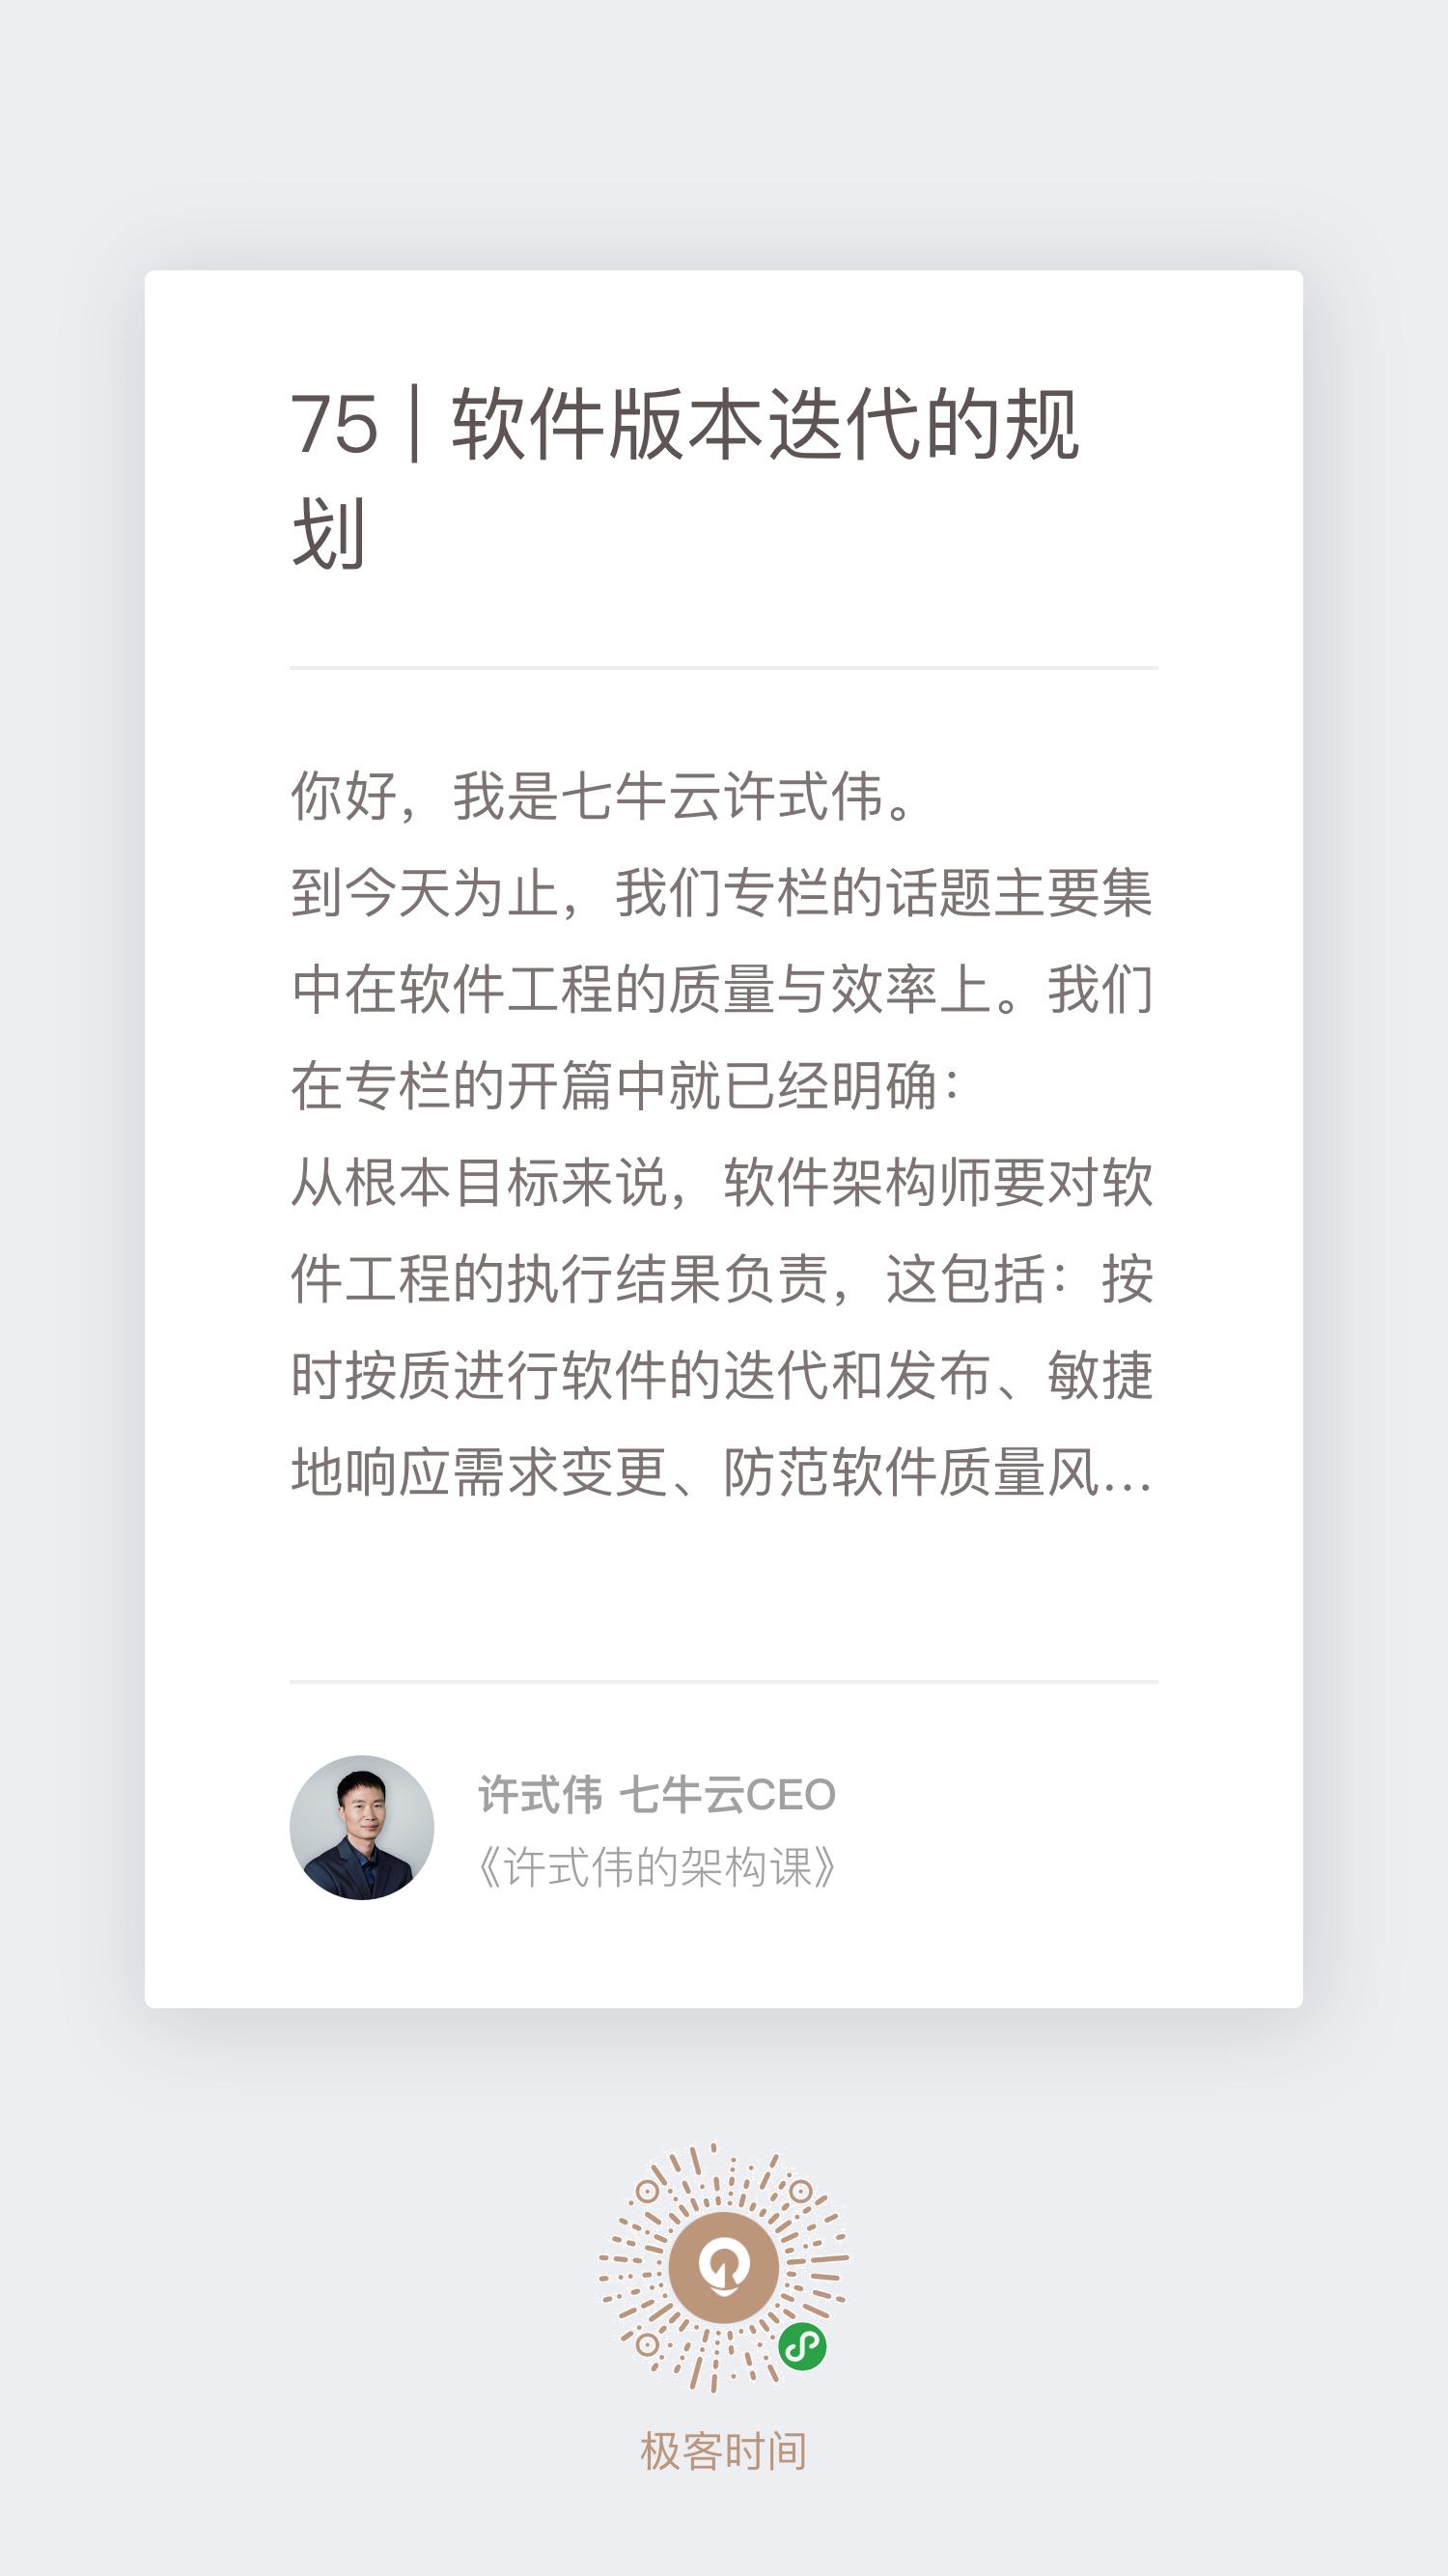 75 | 软件版本迭代的规
划
你好，我是七牛云许式伟。
到今天为止，我们专栏的话题主要集
中在软件工程的质量与效率上。我们
在专栏的开篇中就已经明确：
从根本目标来说，软件架构师要对软
件工程的执行结果负责，这包括：按
时按质进行软件的迭代和发布、敏捷
地响应需求变更、防范软件质量风...
许式伟 七牛云CEO
《许式伟的架构课》
极客时间